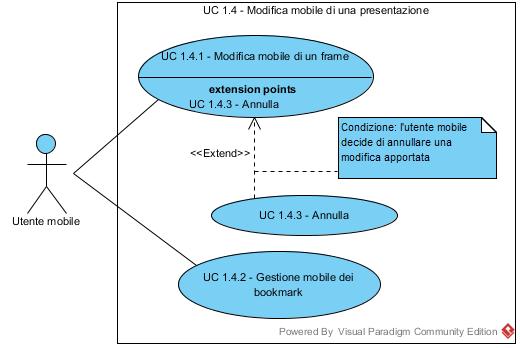 UC 1.4 - Modifica mobile di una presentazione
UC 1.4.1 - Modifica mobile di un frame
extension points
UC 1.4.3 - Annulla
Condizione: l'utente mobile
decide di annullare una
modifica apportata
<<Extend>>
Utente mobile
UC 1.4.3 - Annulla
UC 1.4.2 - Gestione mobile dei
bookmark
Powered By Visual Paradigm Community Edition